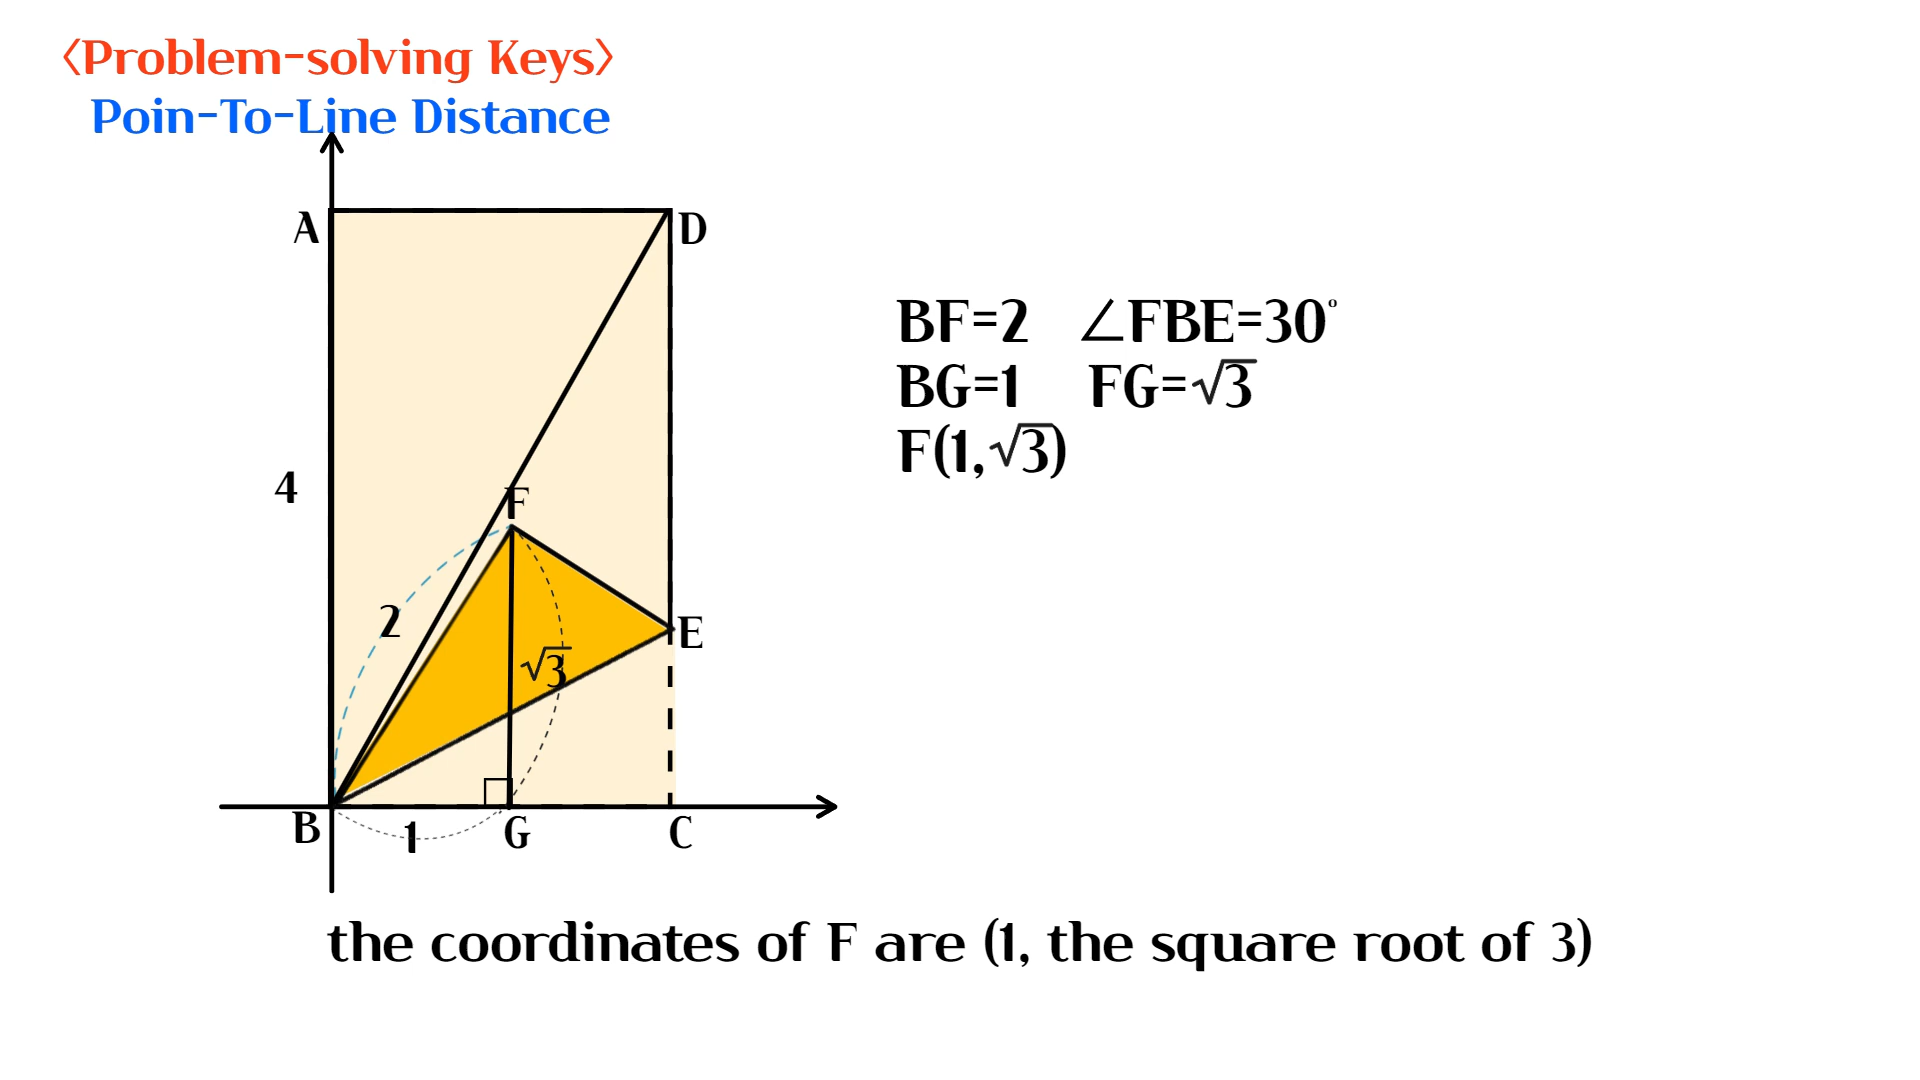 〈Problem-solving Keys〉
Poin-To-Line Distance
A
D
BF=2 ∠FBE=30°
BG=1 FG=√3
F(1,√3)
4
F
2
E
√3
B
1
G
C
the coordinates of F are (1, the square root of 3)